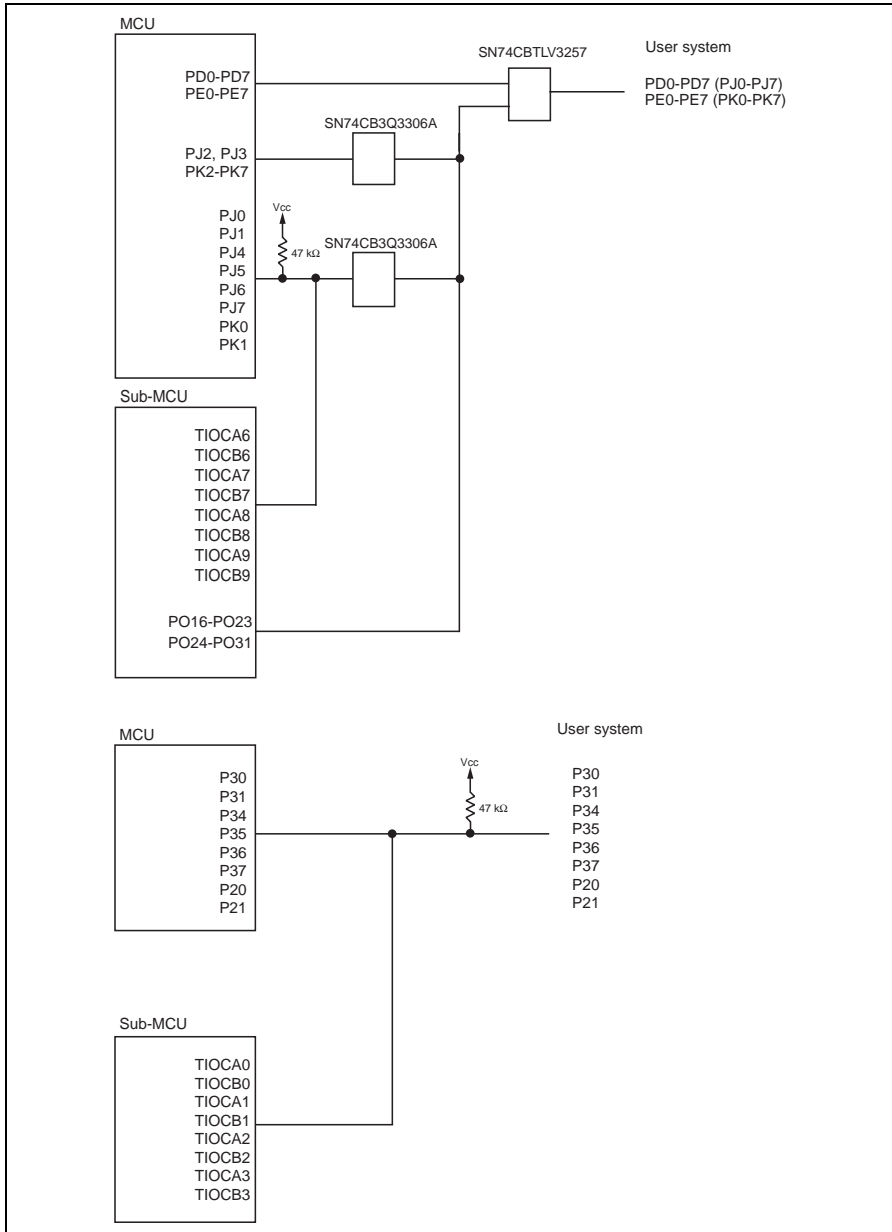 MCU
PD0-PD7
PE0-PE7
PJ2, PJ3
PK2-PK7
PJ0
PJ1
PJ4
PJ5
PJ6
PJ7
PK0
PK1
Vcc
47 kΩ
SN74CB3Q3306A
SN74CB3Q3306A
SN74CBTLV3257
User system
PD0-PD7 (PJ0-PJ7)
PE0-PE7 (PK0-PK7)
Sub-MCU
TIOCA6
TIOCB6
TIOCA7
TIOCB7
TIOCA8
TIOCB8
TIOCA9
TIOCB9
PO16-PO23
PO24-PO31
MCU
P30
P31
P34
P35
P36
P37
P20
P21
Vcc
47 kΩ
User system
P30
P31
P34
P35
P36
P37
P20
P21
Sub-MCU
TIOCA0
TIOCB0
TIOCA1
TIOCB1
TIOCA2
TIOCB2
TIOCA3
TIOCB3